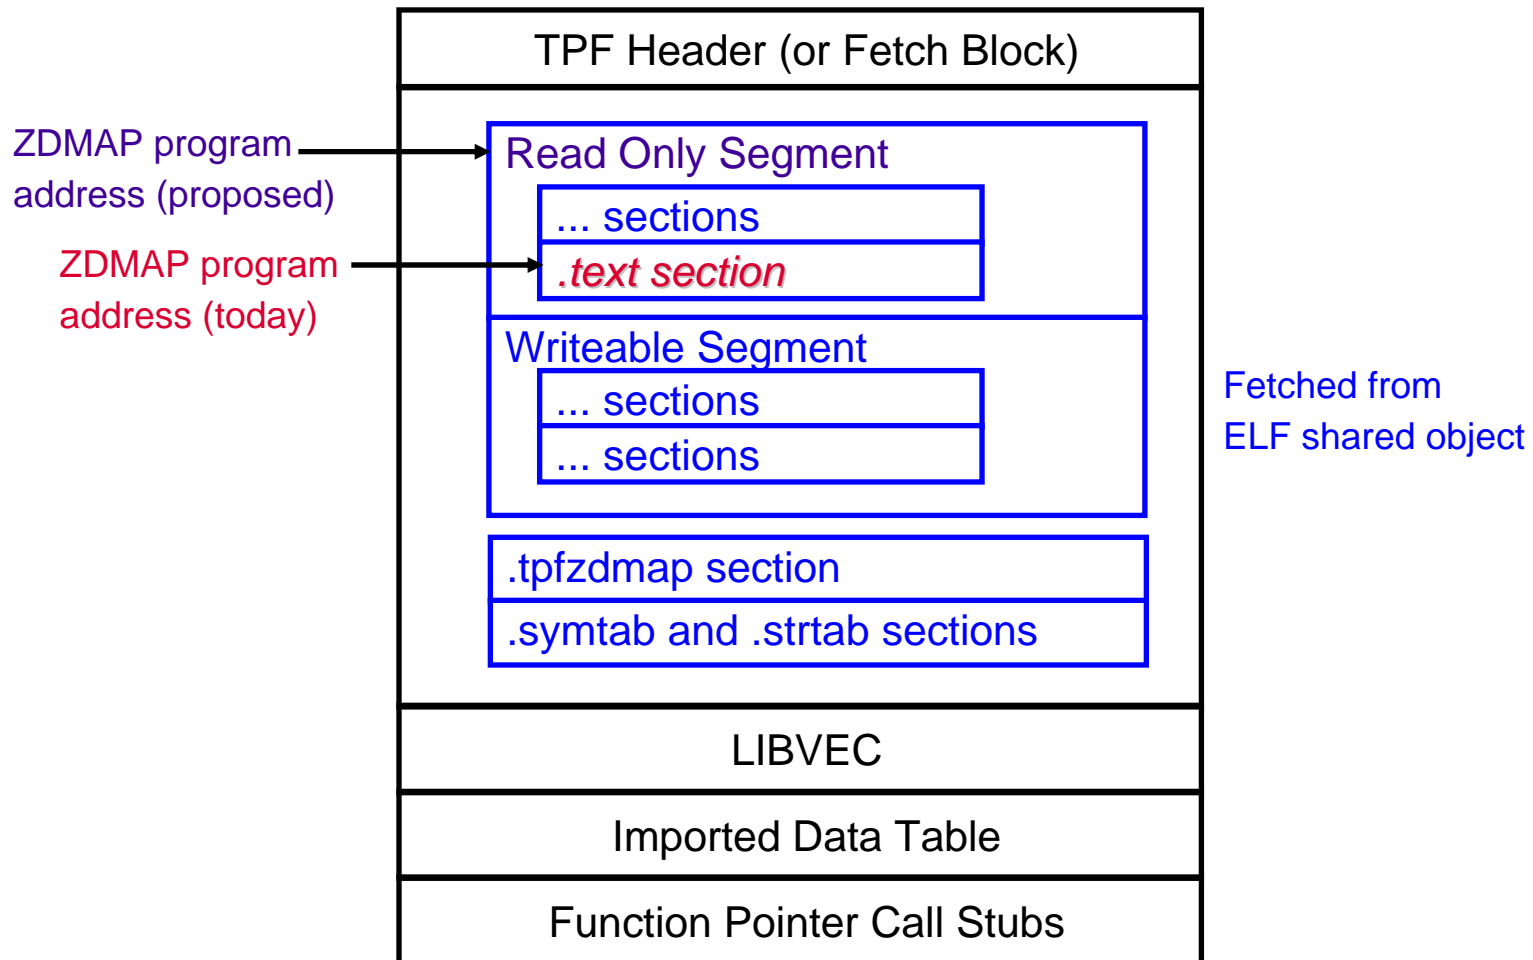 TPF Header (or Fetch Block)
ZDMAP program
address (proposed)
Read Only Segment
... sections
ZDMAP program
address (today)
.text section
Writeable Segment
... sections
... sections
Fetched from
ELF shared object
.tpfzdmap section
.symtab and .strtab sections
LIBVEC
Imported Data Table
Function Pointer Call Stubs